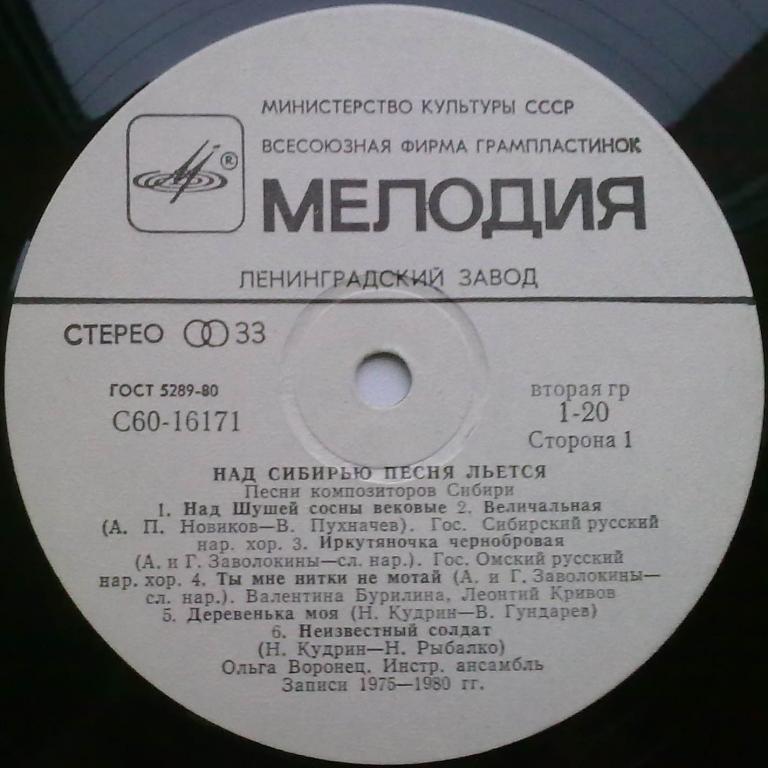 МИНИСТЕРСТВО КУЛЬТУРЫ СССР
ВСЕСОЮЗНАЯ ФИРМА ГРАМПЛАСТИНОК
®
МЕЛОДИЯ
ЛЕНИНГРАДСКИЙ ЗАВОД
СТЕРЕО 33
ГОСТ 5289-80
С60-16171
вторая гр
1-20
Сторона 1
НАД СИБИРЬЮ ПЕСНЯ ЛЬЕТСЯ
Песни композиторов Сибири
1. Над Шушей сосны вековые 2. Величальная
(А. П. Новиков—В. Пухначев). Гос. Сибирский русский
нар. хор. 3. Иркутяночка чернобровая
(А. и Г. Заволокины—сл. нар.). Гос. Омский русский
нар. хор. 4. Ты мне нитки не мотай (А. и Г. Заволокины—
сл. нар.). Валентина Бурилина, Леонтий Кривов
5. Деревенька моя (Н. Кудрин—В. Гундарев)
6. Неизвестный солдат
(Н. Кудрин—Н. Рыбалко)
Ольга Воронец. Инстр. ансамбль
Записи 1975—1980 гг.